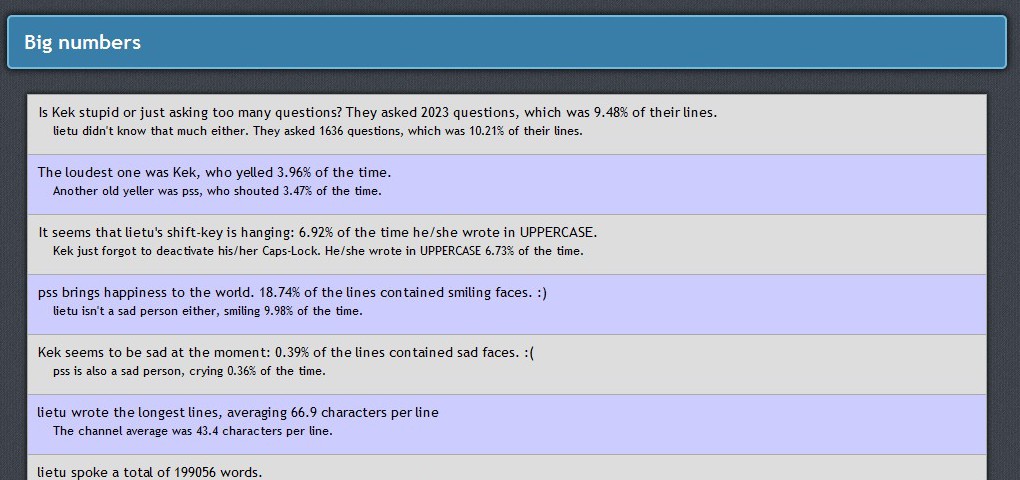 Big numbers
Is Kek stupid or just asking too many questions? They asked 2023 questions, which was 9.48% of their lines.
lietu didn't know that much either. They asked 1636 questions, which was 10.21% of their lines.
The loudest one was Kek, who yelled 3.96% of the time.
Another old yeller was pss, who shouted 3.47% of the time.
It seems that lietu's shift-key is hanging: 6.92% of the time he/she wrote in UPPERCASE.
Kek just forgot to deactivate his/her Caps-Lock. He/she wrote in UPPERCASE 6.73% of the time.
pss brings happiness to the world. 18.74% of the lines contained smiling faces. :)
lietu isn't a sad person either, smiling 9.98% of the time.
Kek seems to be sad at the moment: 0.39% of the lines contained sad faces. :(
pss is also a sad person, crying 0.36% of the time.
lietu wrote the longest lines, averaging 66.9 characters per line
The channel average was 43.4 characters per line.
lietu spoke a total of 199056 words.